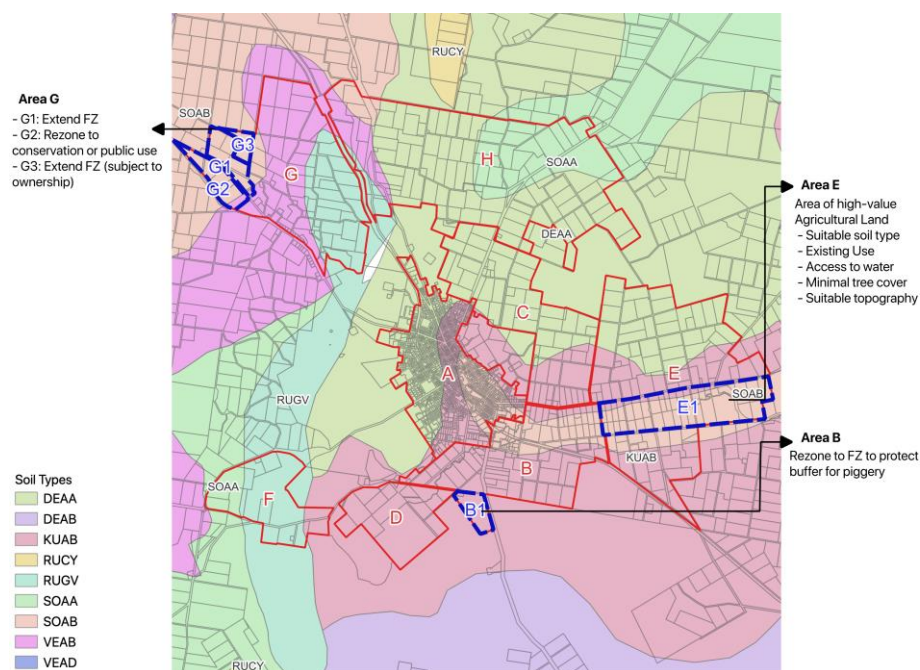 Area G
- G1: Extend FZ
- G2: Rezone to
conservation or public use
- G3: Extend FZ (subject to
ownership)
RUCY
SOAB
G3
G1
G2
G
H
SOAA
DEAA
C
A
E
SOAB
E1
RUGV
KUAB
B
SOAA
F
D
B1
RUCY
Area E
Area of high-value
Agricultural Land
- Suitable soil type
- Existing Use
- Access to water
- Minimal tree cover
- Suitable topography
Area B
Rezone to FZ to protect
buffer for piggery
Soil Types
DEAA
DEAB
KUAB
RUCY
RUGV
SOAA
SOAB
VEAB
VEAD